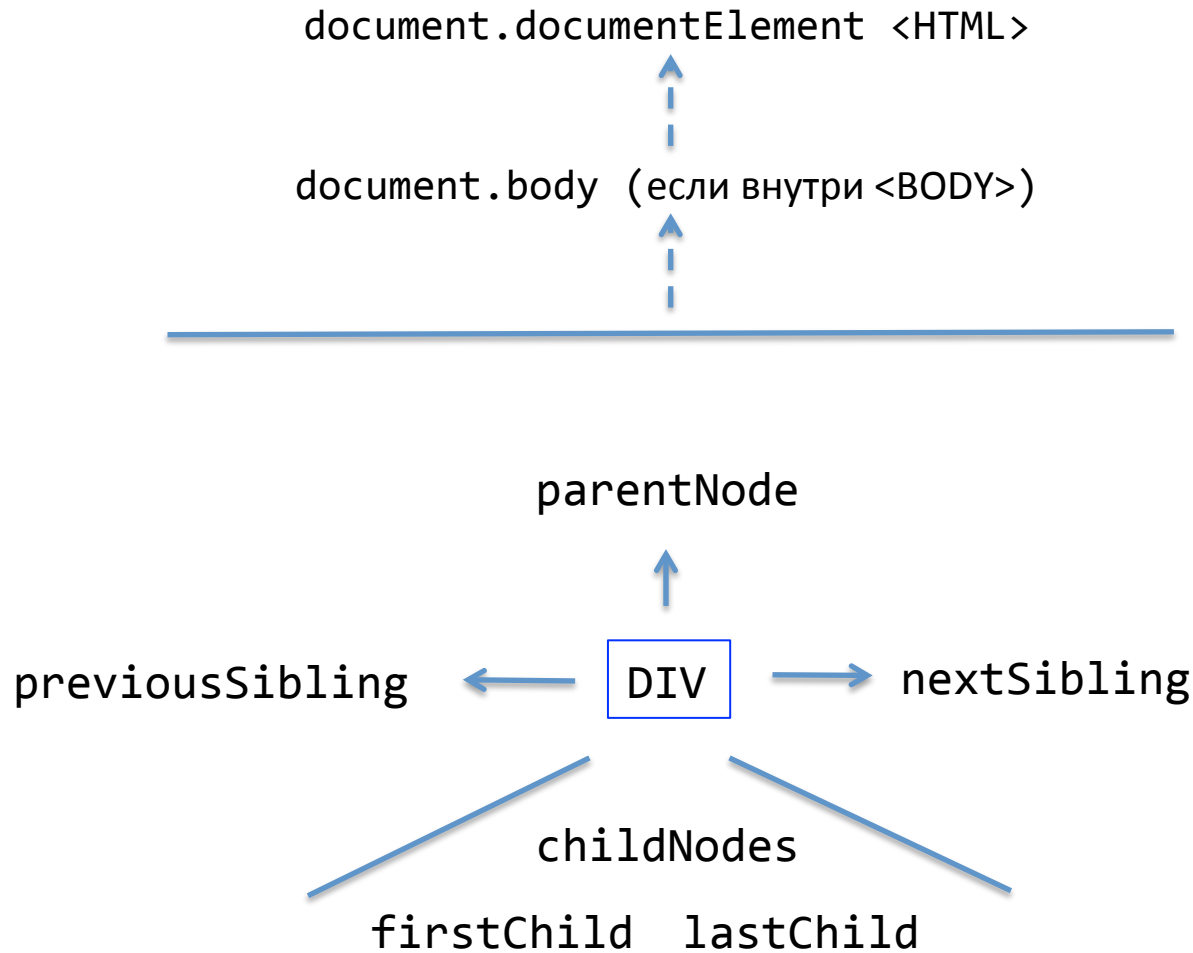 document.documentElement <HTML>
document.body (если внутри <BODY>)
parentNode
previousSibling
DIV
nextSibling
childNodes
firstChild lastChild